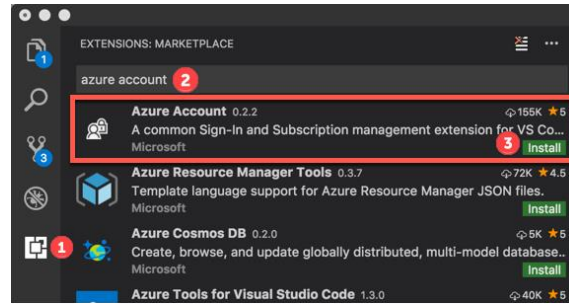 EXTENSIONS: MARKETPLACE
azure account 2
Azure Account 0.2.2 155K ★5
A common Sign-In and Subscription management extension for VS Co...
Microsoft 3 Install
Azure Resource Manager Tools 0.3.7 72K ★4.5
Template language support for Azure Resource Manager JSON files.
Microsoft Install
Azure Cosmos DB 0.2.0 5K ★5
Create, browse, and update globally distributed, multi-model database..
Microsoft Install
Azure Tools for Visual Studio Code 1.3.0 40K ★5
1
3
1